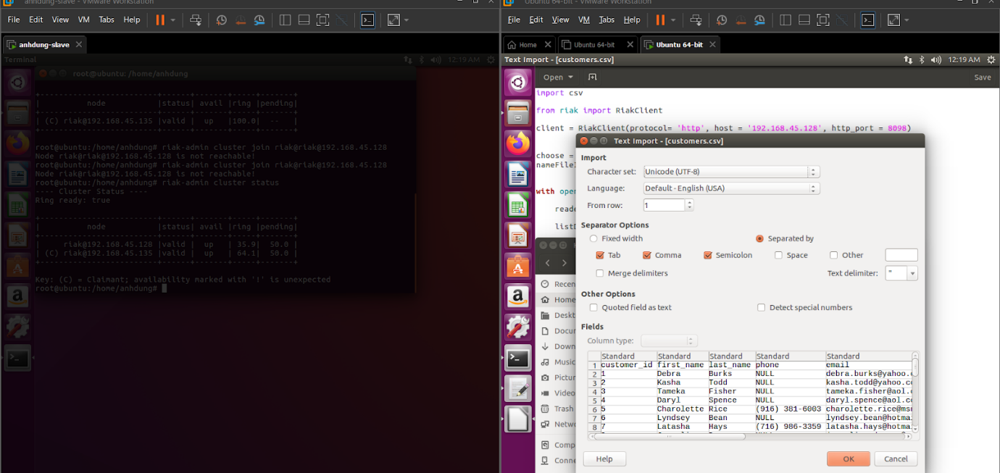 anhdung-slave - VMware Workstation
File Edit View VM Tabs Help
anhdung-slave
Terminal
12:19 AM
root@ubuntu: /home/anhdung
+-------------------------+------+-------+-----+-------+
| node |status| avail |ring |pending|
+-------------------------+------+-------+-----+-------+
| (C) riak@192.168.45.135 |valid | up |100.0| -- |
+-------------------------+------+-------+-----+-------+
root@ubuntu:/home/anhdung# riak-admin cluster join riak@riak@192.168.45.128
Node riak@riak@192.168.45.128 is not reachable!
root@ubuntu:/home/anhdung# riak-admin cluster join riak@riak@192.168.45.128
Node riak@riak@192.168.45.128 is not reachable!
root@ubuntu:/home/anhdung# riak-admin cluster status
---- Cluster Status ----
Ring ready: true
+-------------------------+------+-------+-----+-------+
| node |status| avail |ring |pending|
+-------------------------+------+-------+-----+-------+
| riak@192.168.45.128 |valid | up | 35.9| 50.0 |
| (C) riak@192.168.45.135 |valid | up | 64.1| 50.0 |
+-------------------------+------+-------+-----+-------+
Key: (C) = Claimant; availability marked with '!' is unexpected
root@ubuntu:/home/anhdung#
Ubuntu 64-bit - VMware Workstation
File Edit View VM Tabs Help
Home Ubuntu 64-bit Ubuntu 64-bit
Text Import - [customers.csv]
12:19 AM
Open Save
import csv
from riak import RiakClient
client = RiakClient(protocol= 'http', host = '192.168.45.128', http_port = 8098)
choose =
with open
Recen
Home
Deskt
Docu
Down
Music
Pictur
Video
Trash
Netw
Comp
Conne
Text Import - [customers.csv]
Import
Character set: Unicode (UTF-8)
Language: Default - English (USA)
From row: 1
Separator Options
Fixed width Separated by
Tab Comma Semicolon Space Other
Merge delimiters Text delimiter: "
Other Options
Quoted field as text Detect special numbers
Fields
Column type:
Standard Standard Standard Standard Standard
1 customer_id first_name last_name phone email
2 1 Debra Burks NULL debra.burks@yahoo.c
3 2 Kasha Todd NULL kasha.todd@yahoo.co
4 3 Tameka Fisher NULL tameka.fisher@aol.c
5 4 Daryl Spence NULL daryl.spence@aol.co
6 5 Charolette Rice (916) 381-6003 charolette.rice@msn
7 6 Lyndsey Bean NULL lyndsey.bean@hotmai
8 7 Latasha Hays (716) 986-3359 latasha.hays@hotmai
Help OK Cancel